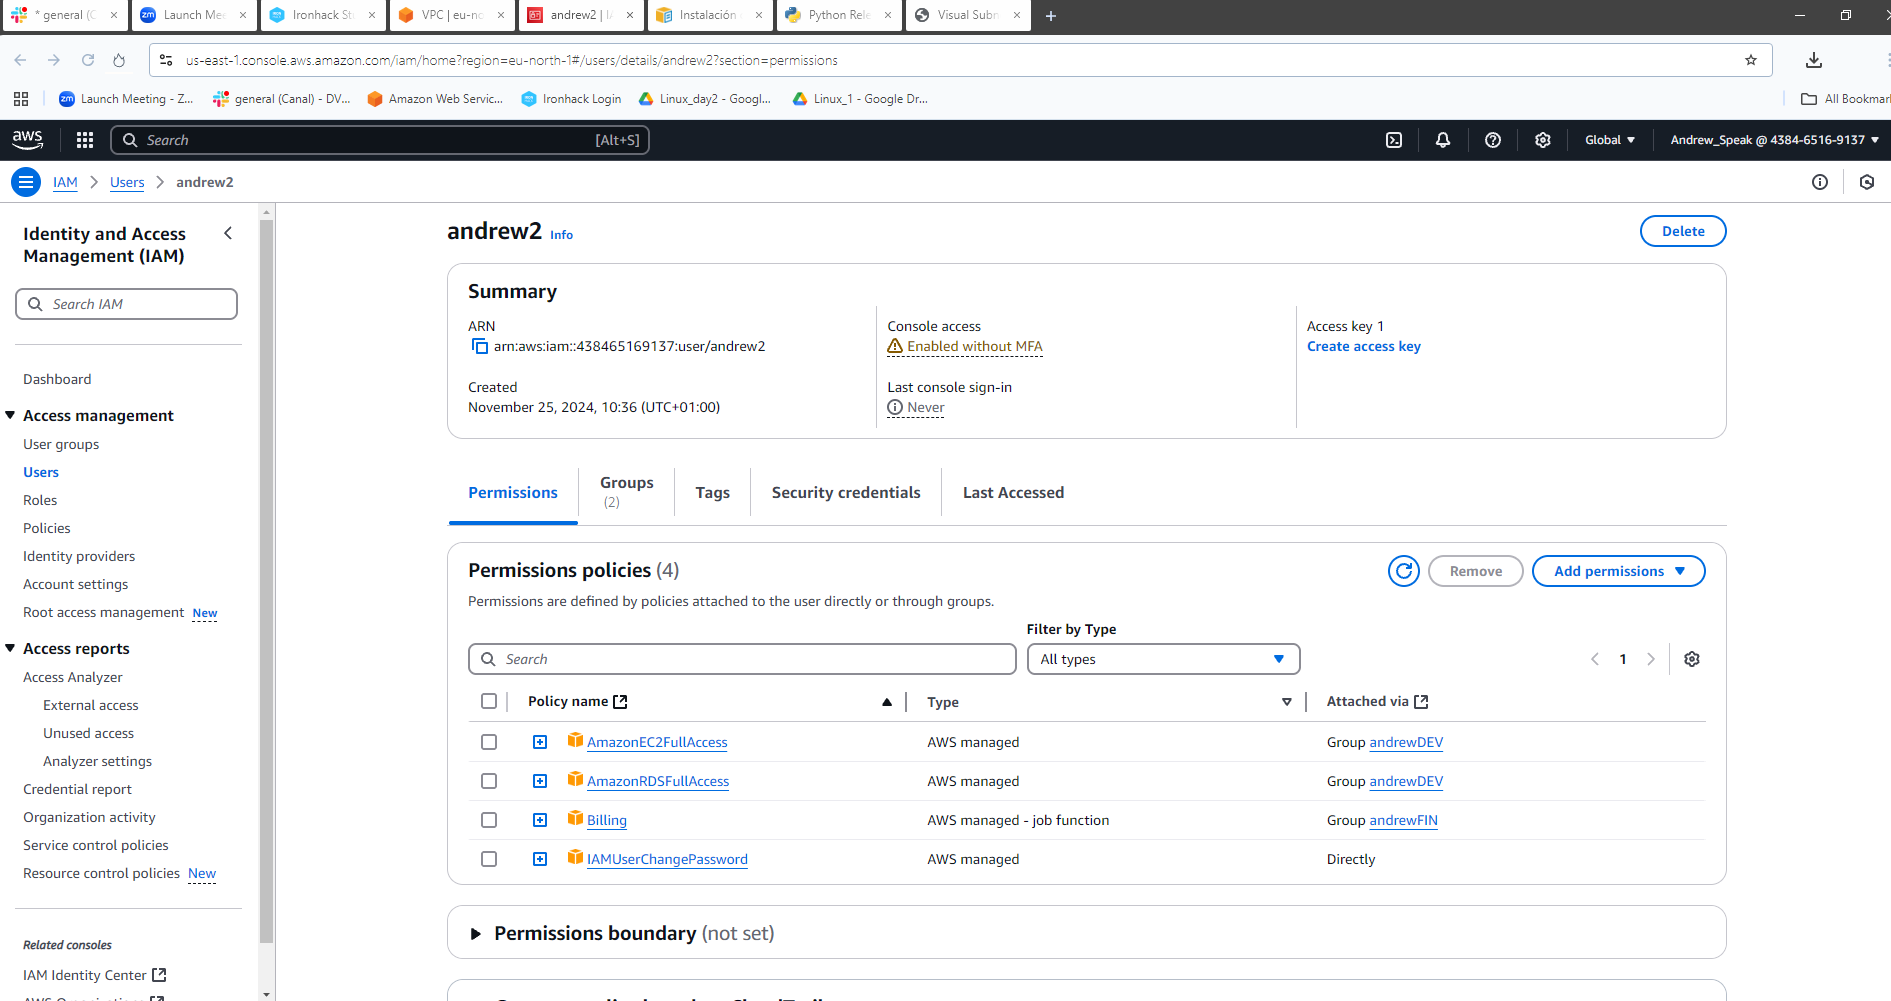 * general (C
Launch Mee
Ironhack St
VPC | eu-no
andrew2 | I
Instalación
Python Rele
Visual Subn
us-east-1.console.aws.amazon.com/iam/home?region=eu-north-1#/users/details/andrew2?section=permissions
Launch Meeting - Z...
general (Canal) - DV...
Amazon Web Servic...
Ironhack Login
Linux_day2 - Googl...
Linux_1 - Google Dr...
All Bookmar
aws
Search
[Alt+S]
Global
Andrew_Speak @ 4384-6516-9137
IAM
Users
andrew2
Identity and Access
Management (IAM)
Search IAM
Dashboard
Access management
User groups
Users
Roles
Policies
Identity providers
Account settings
Root access management New
Access reports
Access Analyzer
External access
Unused access
Analyzer settings
Credential report
Organization activity
Service control policies
Resource control policies New
Related consoles
IAM Identity Center
andrew2 Info
Delete
Summary
ARN
arn:aws:iam::438465169137:user/andrew2
Created
November 25, 2024, 10:36 (UTC+01:00)
Console access
Enabled without MFA
Last console sign-in
Never
Access key 1
Create access key
Permissions
Groups
(2)
Tags
Security credentials
Last Accessed
Permissions policies (4)
Remove
Add permissions
Permissions are defined by policies attached to the user directly or through groups.
Filter by Type
Search
All types
1
Policy name
Type
Attached via
AmazonEC2FullAccess
AWS managed
Group andrewDEV
AmazonRDSFullAccess
AWS managed
Group andrewDEV
Billing
AWS managed - job function
Group andrewFIN
IAMUserChangePassword
AWS managed
Directly
Permissions boundary (not set)